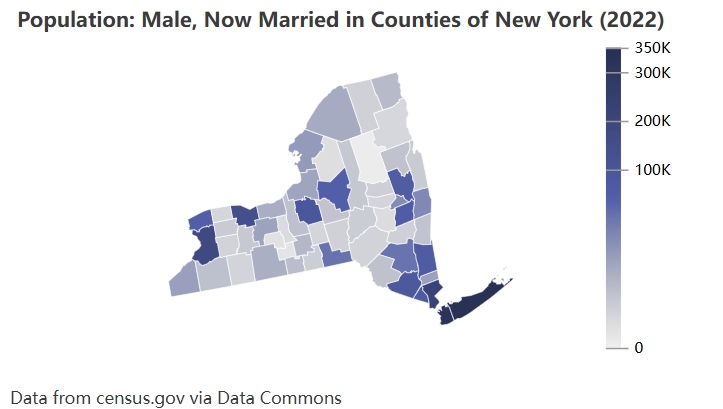 Population: Male, Now Married in Counties of New York (2022)
350K
300K
200K
100K
0
Data from census.gov via Data Commons